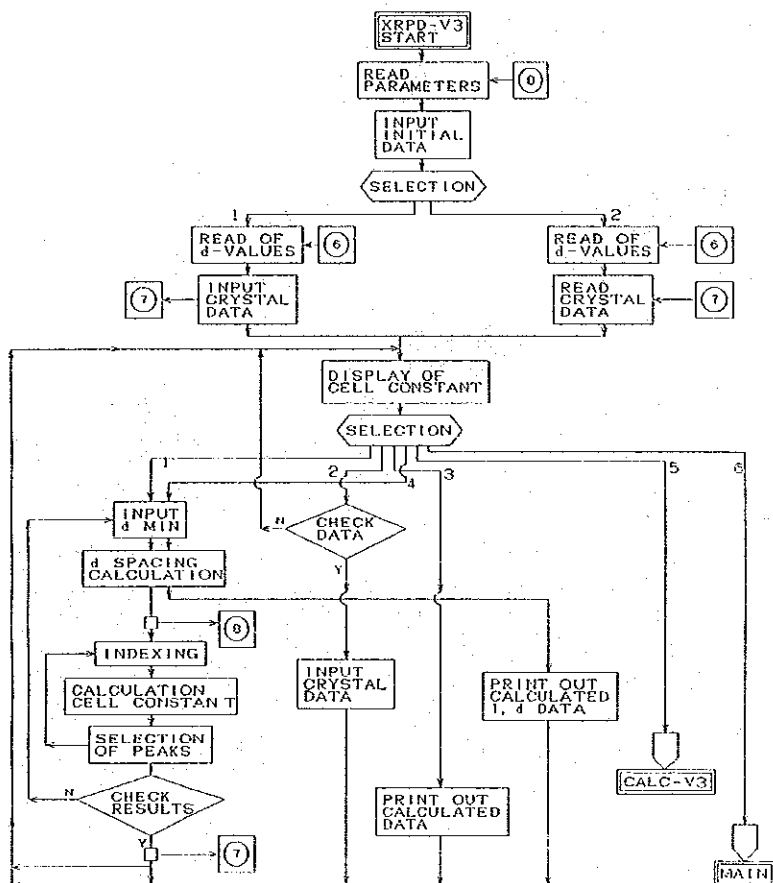 XRPD-V3
START
READ
PARAMETERS
0
INPUT
INITIAL
DATA
SELECTION
1
2
READ OF
d-VALUES
6
READ OF
d-VALUES
6
7
INPUT
CRYSTAL
DATA
READ
CRYSTAL
DATA
7
DISPLAY OF
CELL CONSTANT
SELECTION
1
2
4
3
5
6
INPUT
d MIN
N
CHECK
DATA
Y
d SPACING
CALCULATION
8
INDEXING
CALCULATION
CELL CONSTANT
SELECTION
OF PEAKS
INPUT
CRYSTAL
DATA
PRINT OUT
CALCULATED
I, d DATA
CALC-V3
N
CHECK
RESULTS
Y
7
PRINT OUT
CALCULATED
DATA
MAIN